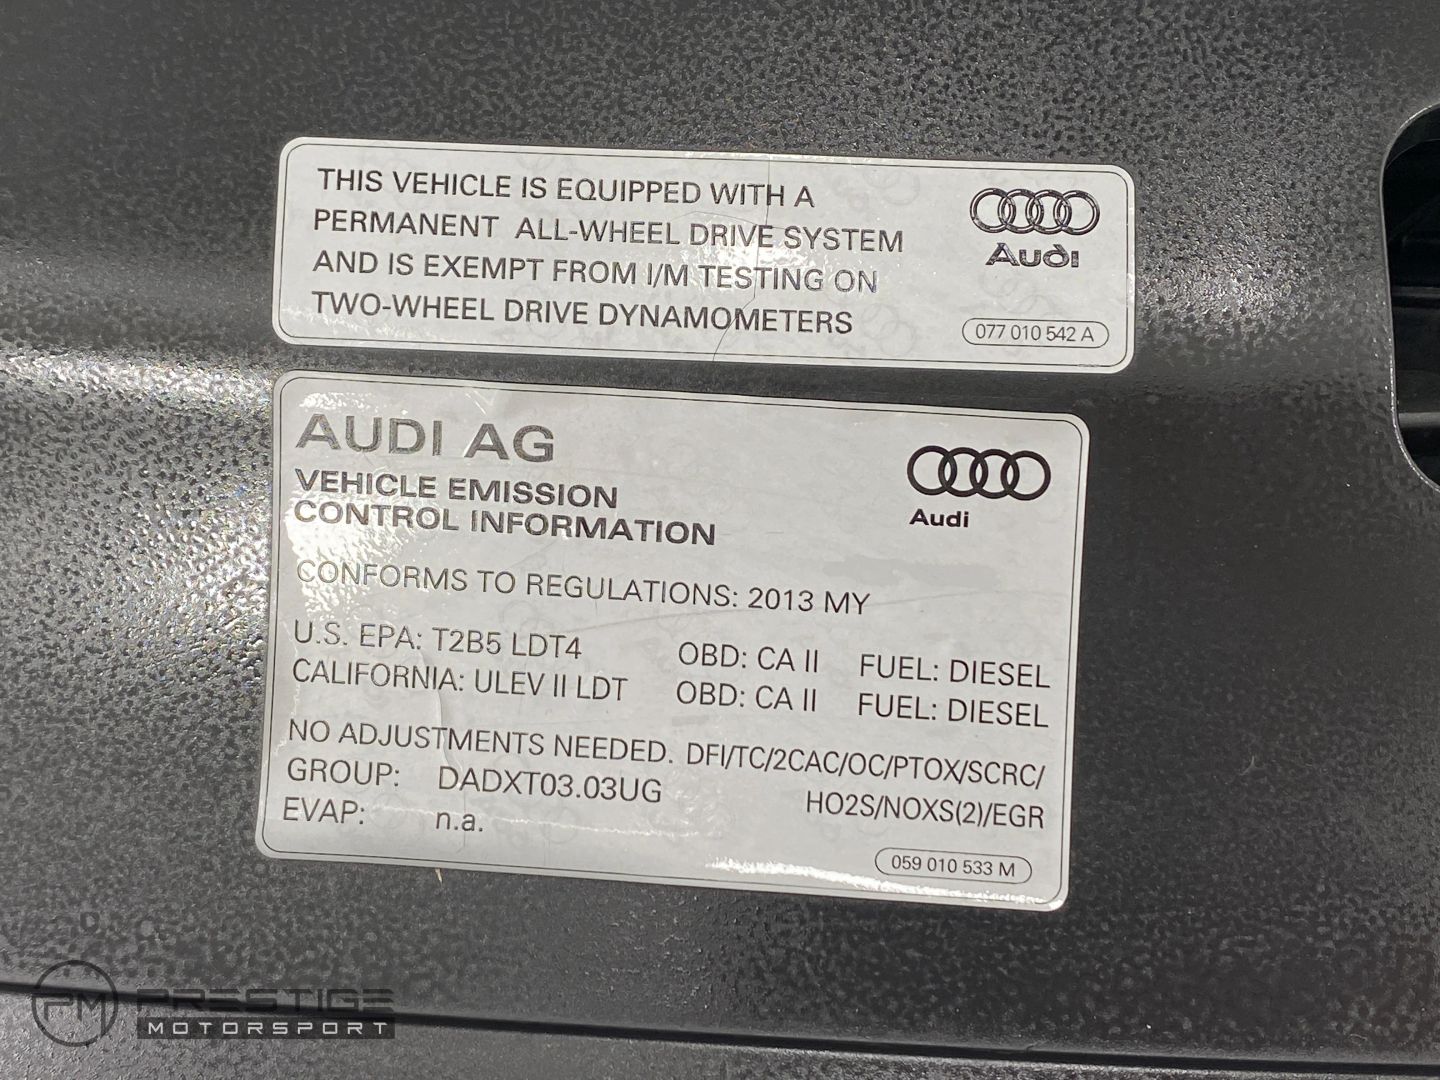 THIS VEHICLE IS EQUIPPED WITH A
PERMANENT ALL-WHEEL DRIVE SYSTEM
AND IS EXEMPT FROM I/M TESTING ON
TWO-WHEEL DRIVE DYNAMOMETERS
Audi
077 010 542 A
AUDI AG
VEHICLE EMISSION
CONTROL INFORMATION
Audi
CONFORMS TO REGULATIONS: 2013 MY
U.S. EPA: T2B5 LDT4 OBD: CA II FUEL: DIESEL
CALIFORNIA: ULEV II LDT OBD: CA II FUEL: DIESEL
NO ADJUSTMENTS NEEDED. DFI/TC/2CAC/OC/PTOX/SCRC/
GROUP: DADXT03.03UG HO2S/NOXS(2)/EGR
EVAP: n.a.
059 010 533 M
PM PRESTIGE
MOTORSPORT